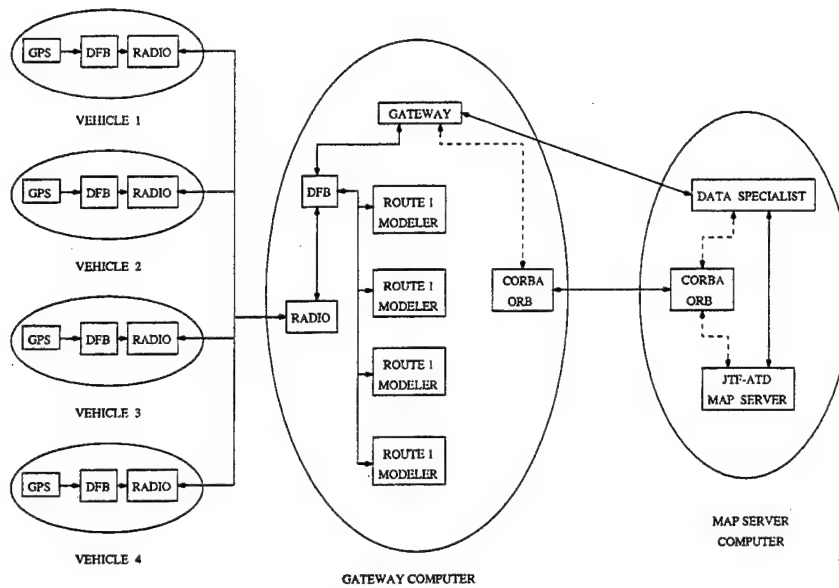 GPS
DFB
RADIO
VEHICLE 1
GPS
DFB
RADIO
VEHICLE 2
GPS
DFB
RADIO
VEHICLE 3
GPS
DFB
RADIO
VEHICLE 4
GATEWAY
DFB
ROUTE 1
MODELER
ROUTE 1
MODELER
RADIO
ROUTE 1
MODELER
ROUTE 1
MODELER
CORBA
ORB
GATEWAY COMPUTER
DATA SPECIALIST
CORBA
ORB
JTF-ATD
MAP SERVER
MAP SERVER
COMPUTER